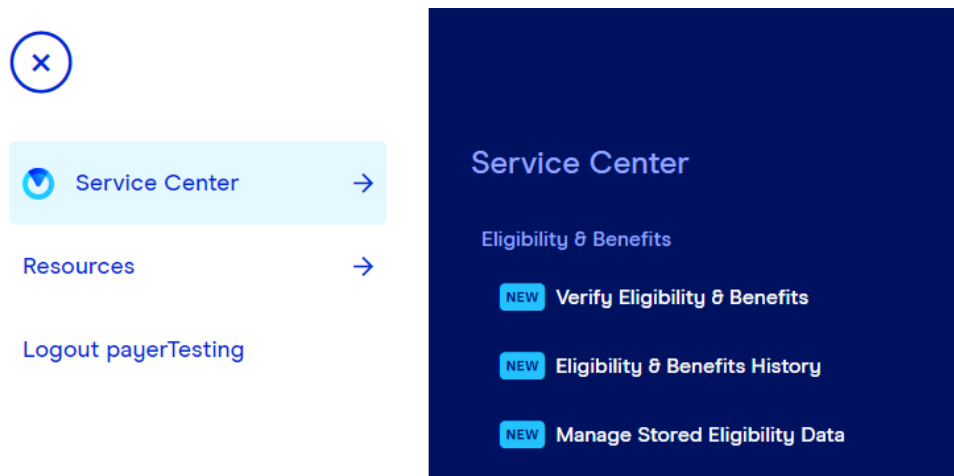 Service Center
Resources
Logout payerTesting
Service Center
Eligibility & Benefits
NEW Verify Eligibility & Benefits
NEW Eligibility & Benefits History
NEW Manage Stored Eligibility Data